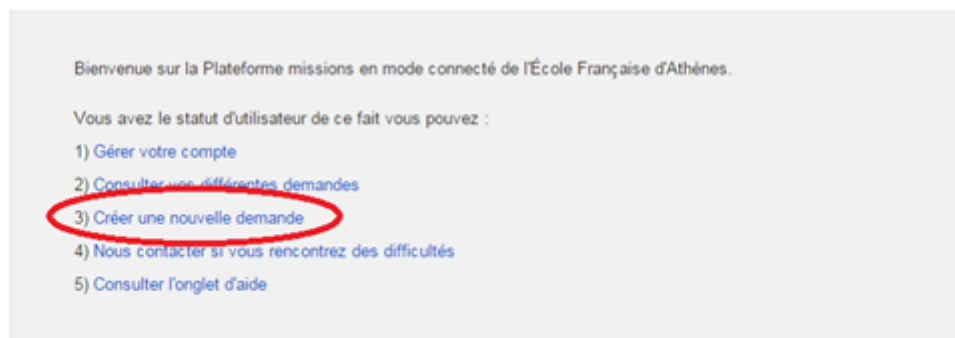 Bienvenue sur la Plateforme missions en mode connecté de l'École Française d'Athènes.
Vous avez le statut d'utilisateur de ce fait vous pouvez :
1) Gérer votre compte
2) Consulter vos différentes demandes
3) Créer une nouvelle demande
4) Nous contacter si vous rencontrez des difficultés
5) Consulter l'onglet d'aide